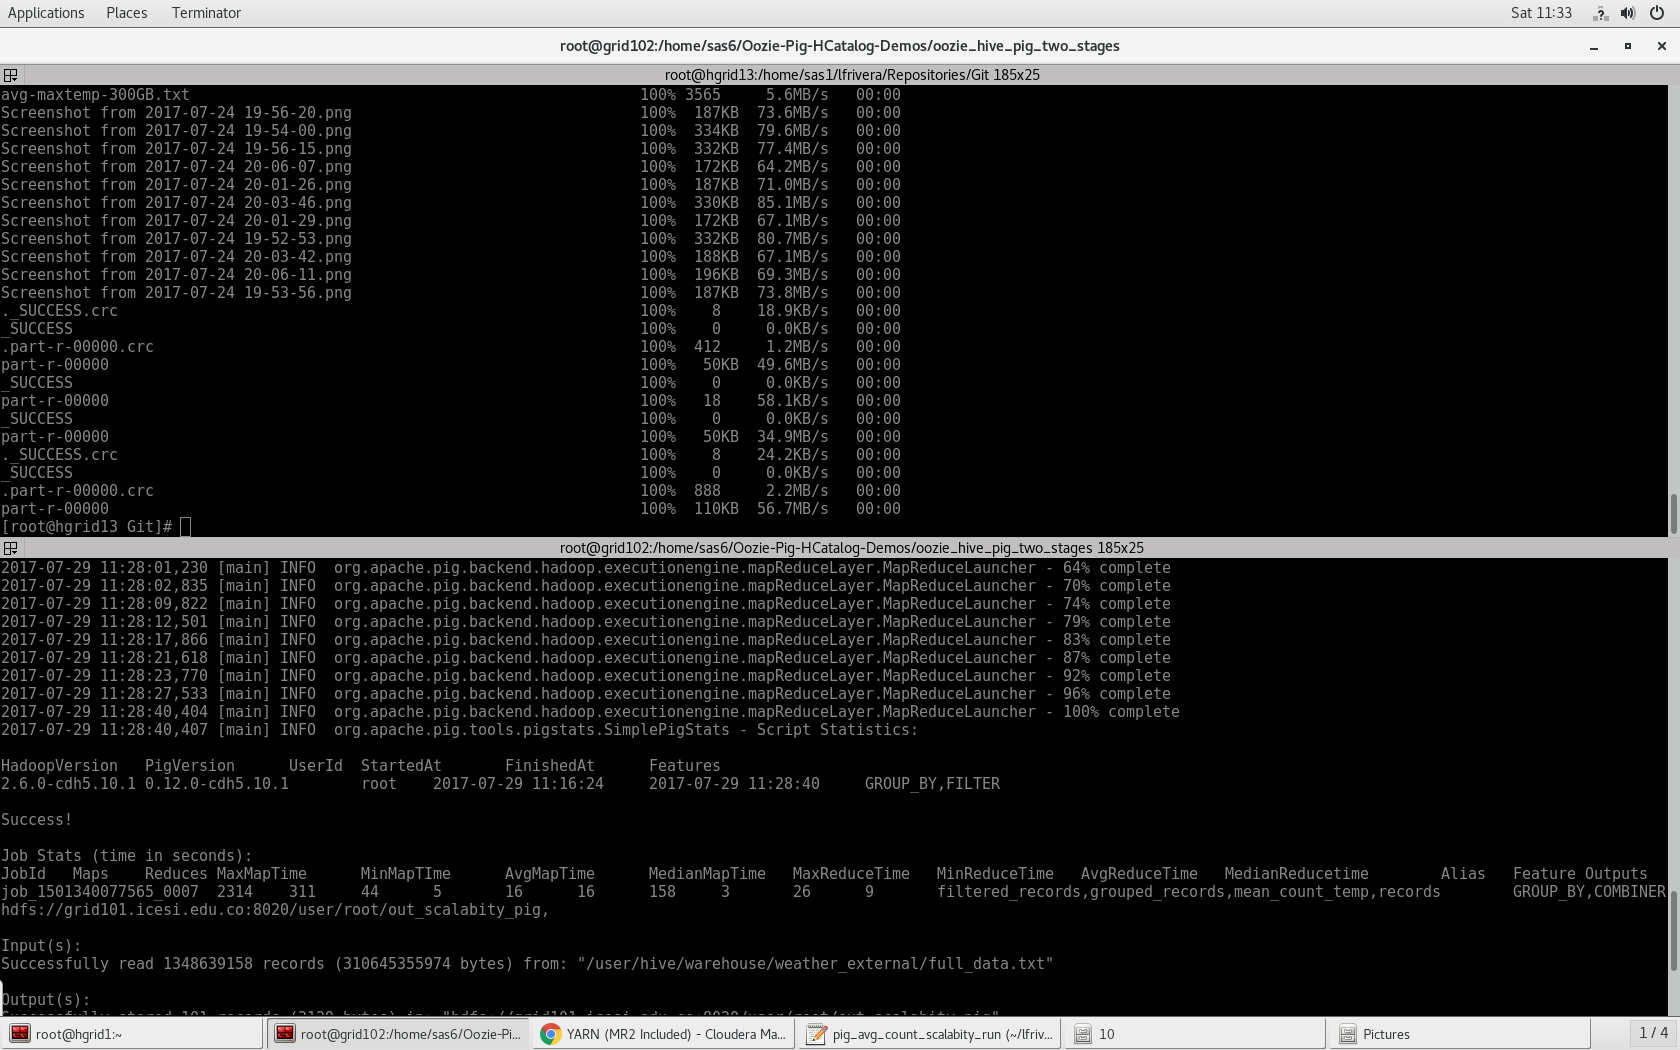 Applications Places Terminator Sat 11:33
root@grid102:/home/sas6/Oozie-Pig-HCatalog-Demos/oozie_hive_pig_two_stages
root@hgrid13:/home/sas1/lfrivera/Repositories/Git 185x25
avg-maxtemp-300GB.txt 100% 3565 5.6MB/s 00:00
Screenshot from 2017-07-24 19-56-20.png 100% 187KB 73.6MB/s 00:00
Screenshot from 2017-07-24 19-54-00.png 100% 334KB 79.6MB/s 00:00
Screenshot from 2017-07-24 19-56-15.png 100% 332KB 77.4MB/s 00:00
Screenshot from 2017-07-24 20-06-07.png 100% 172KB 64.2MB/s 00:00
Screenshot from 2017-07-24 20-01-26.png 100% 187KB 71.0MB/s 00:00
Screenshot from 2017-07-24 20-03-46.png 100% 330KB 85.1MB/s 00:00
Screenshot from 2017-07-24 20-01-29.png 100% 172KB 67.1MB/s 00:00
Screenshot from 2017-07-24 19-52-53.png 100% 332KB 80.7MB/s 00:00
Screenshot from 2017-07-24 20-03-42.png 100% 188KB 67.1MB/s 00:00
Screenshot from 2017-07-24 20-06-11.png 100% 196KB 69.3MB/s 00:00
Screenshot from 2017-07-24 19-53-56.png 100% 187KB 73.8MB/s 00:00
._SUCCESS.crc 100% 8 18.9KB/s 00:00
_SUCCESS 100% 0 0.0KB/s 00:00
.part-r-00000.crc 100% 412 1.2MB/s 00:00
part-r-00000 100% 50KB 49.6MB/s 00:00
_SUCCESS 100% 0 0.0KB/s 00:00
part-r-00000 100% 18 58.1KB/s 00:00
_SUCCESS 100% 0 0.0KB/s 00:00
part-r-00000 100% 50KB 34.9MB/s 00:00
._SUCCESS.crc 100% 8 24.2KB/s 00:00
_SUCCESS 100% 0 0.0KB/s 00:00
.part-r-00000.crc 100% 888 2.2MB/s 00:00
part-r-00000 100% 110KB 56.7MB/s 00:00
[root@hgrid13 Git]#
root@grid102:/home/sas6/Oozie-Pig-HCatalog-Demos/oozie_hive_pig_two_stages 185x25
2017-07-29 11:28:01,230 [main] INFO org.apache.pig.backend.hadoop.executionengine.mapReduceLayer.MapReduceLauncher - 64% complete
2017-07-29 11:28:02,835 [main] INFO org.apache.pig.backend.hadoop.executionengine.mapReduceLayer.MapReduceLauncher - 70% complete
2017-07-29 11:28:09,822 [main] INFO org.apache.pig.backend.hadoop.executionengine.mapReduceLayer.MapReduceLauncher - 74% complete
2017-07-29 11:28:12,501 [main] INFO org.apache.pig.backend.hadoop.executionengine.mapReduceLayer.MapReduceLauncher - 79% complete
2017-07-29 11:28:17,866 [main] INFO org.apache.pig.backend.hadoop.executionengine.mapReduceLayer.MapReduceLauncher - 83% complete
2017-07-29 11:28:21,618 [main] INFO org.apache.pig.backend.hadoop.executionengine.mapReduceLayer.MapReduceLauncher - 87% complete
2017-07-29 11:28:23,770 [main] INFO org.apache.pig.backend.hadoop.executionengine.mapReduceLayer.MapReduceLauncher - 92% complete
2017-07-29 11:28:27,533 [main] INFO org.apache.pig.backend.hadoop.executionengine.mapReduceLayer.MapReduceLauncher - 96% complete
2017-07-29 11:28:40,404 [main] INFO org.apache.pig.backend.hadoop.executionengine.mapReduceLayer.MapReduceLauncher - 100% complete
2017-07-29 11:28:40,407 [main] INFO org.apache.pig.tools.pigstats.SimplePigStats - Script Statistics:
HadoopVersion PigVersion UserId StartedAt FinishedAt Features
2.6.0-cdh5.10.1 0.12.0-cdh5.10.1 root 2017-07-29 11:16:24 2017-07-29 11:28:40 GROUP_BY,FILTER
Success!
Job Stats (time in seconds):
JobId Maps Reduces MaxMapTime MinMapTIme AvgMapTime MedianMapTime MaxReduceTime MinReduceTime AvgReduceTime MedianReducetime Alias Feature Outputs
job_1501340077565_0007 2314 311 44 5 16 16 158 3 26 9 filtered_records,grouped_records,mean_count_temp,records GROUP_BY,COMBINER
hdfs://grid101.icesi.edu.co:8020/user/root/out_scalabity_pig,
Input(s):
Successfully read 1348639158 records (310645355974 bytes) from: "/user/hive/warehouse/weather_external/full_data.txt"
Output(s):
Successfully stored 101 records (3129 bytes) in: "hdfs://grid101.icesi.edu.co:8020/user/root/out_scalabity_pig"
root@hgrid1:~ root@grid102:/home/sas6/Oozie-Pi... YARN (MR2 Included) - Cloudera Ma... pig_avg_count_scalabity_run (~/lfriv... 10 Pictures 1 / 4